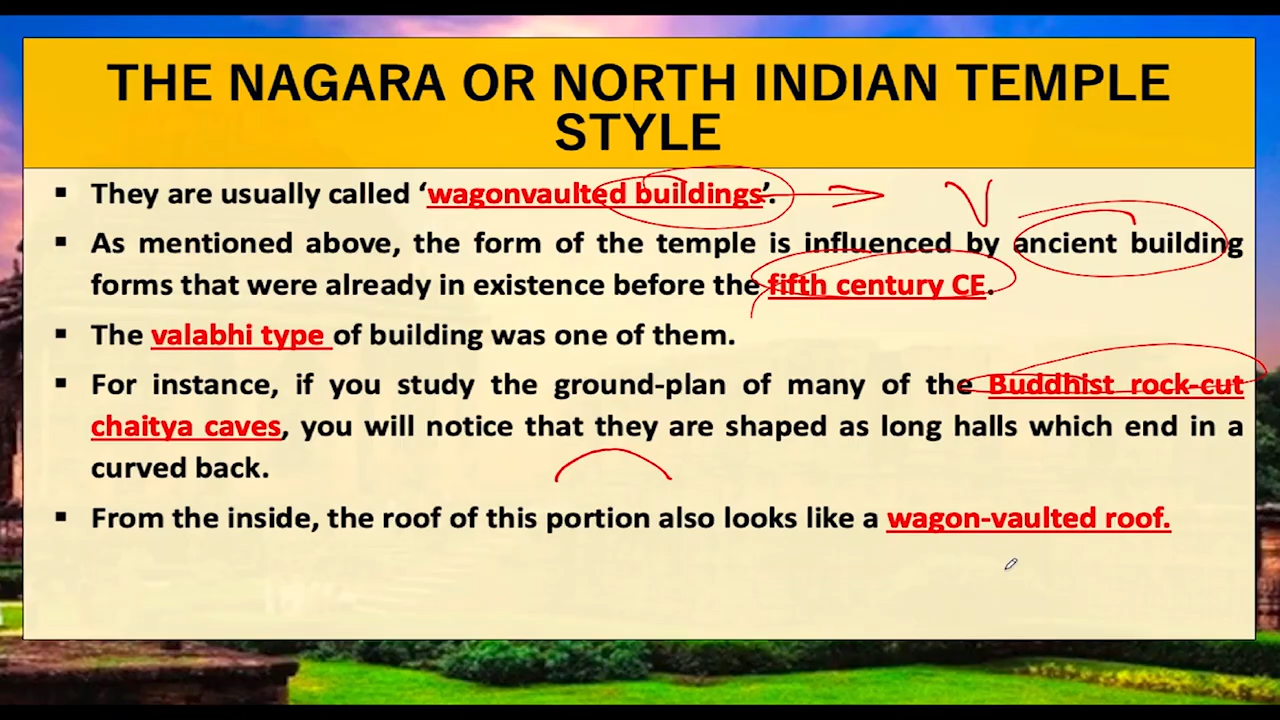 THE NAGARA OR NORTH INDIAN TEMPLE
STYLE
▪ They are usually called ‘wagonvaulted buildings’.
▪ As mentioned above, the form of the temple is influenced by ancient building
forms that were already in existence before the fifth century CE.
▪ The valabhi type of building was one of them.
▪ For instance, if you study the ground-plan of many of the Buddhist rock-cut
chaitya caves, you will notice that they are shaped as long halls which end in a
curved back.
▪ From the inside, the roof of this portion also looks like a wagon-vaulted roof.